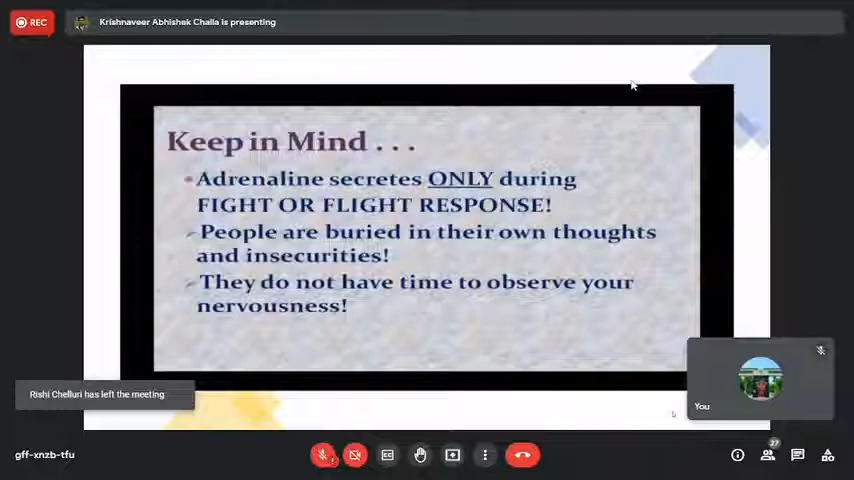 REC
Krishnaveer Abhishek Challa is presenting
Keep in Mind . . .
Adrenaline secretes ONLY during
FIGHT OR FLIGHT RESPONSE!
People are buried in their own thoughts
and insecurities!
They do not have time to observe your
nervousness!
Rishi Chelluri has left the meeting
You
gff-xnzb-tfu
27